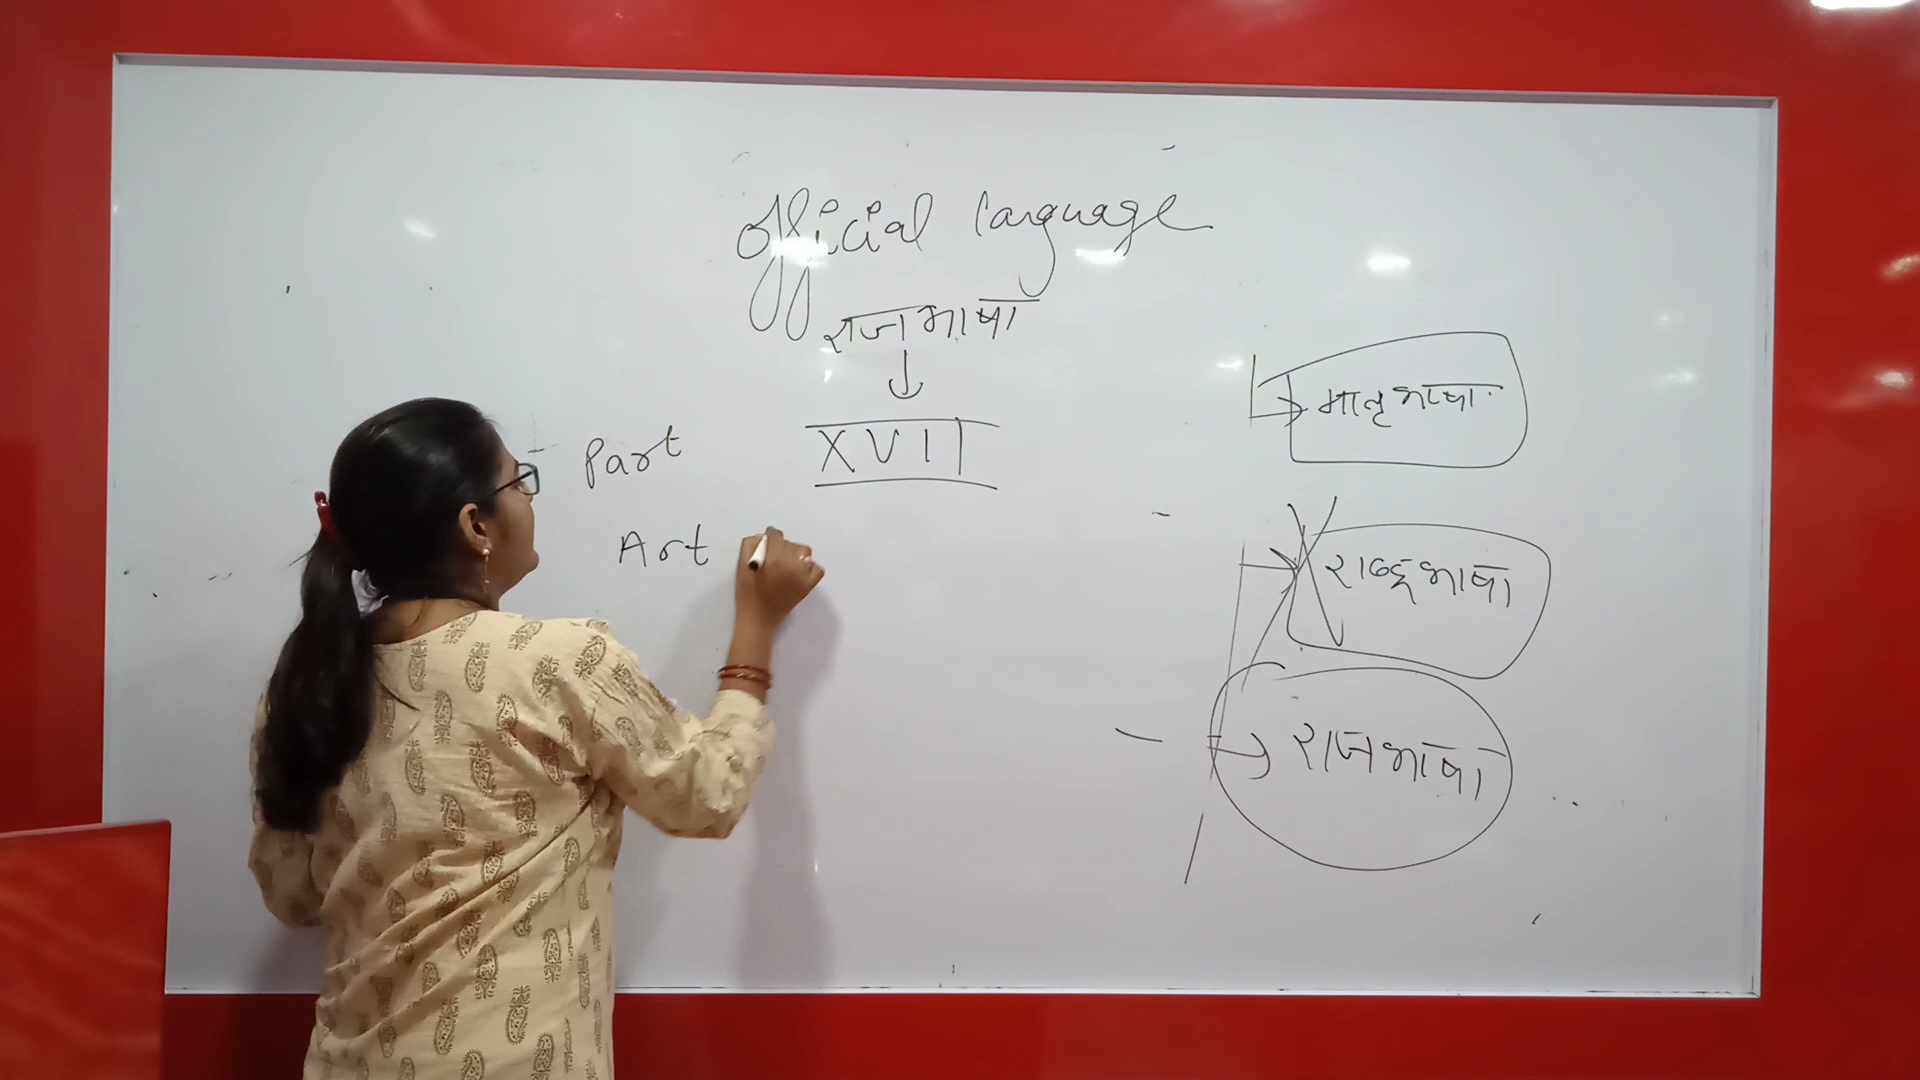 Official Language
राजभाषा
Part XVII
Art
मातृभाषा
राष्ट्रभाषा
राजभाषा